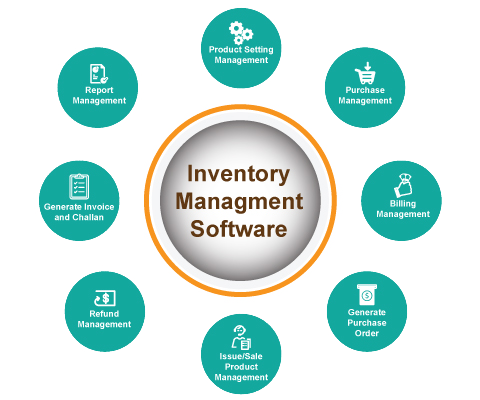 Product Setting
Management
Purchase
Management
Billing
Management
Generate
Purchase
Order
Issue/Sale
Product
Management
Refund
Management
Generate Invoice
and Challan
Report
Management
Inventory
Managment
Software